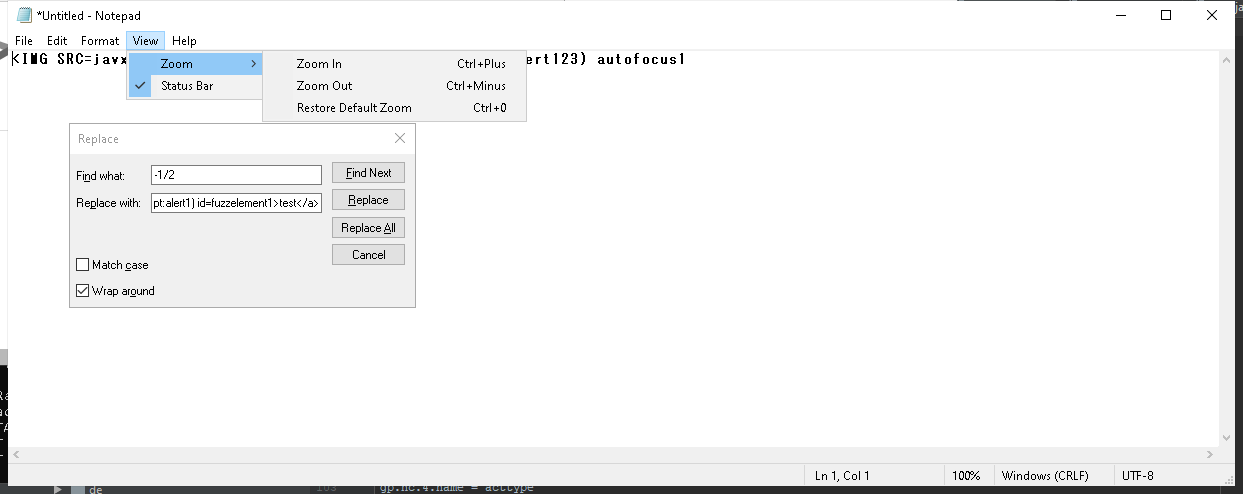 *Untitled - Notepad
File Edit Format View Help
<IMG SRC=javx ert123) autofocus1
Zoom > Zoom In Ctrl+Plus
Status Bar Zoom Out Ctrl+Minus
Restore Default Zoom Ctrl+0
Replace
Find what: -1/2 Find Next
Replace with: pt:alert1) id=fuzzelement1>test</a> Replace
Replace All
Cancel
Match case
Wrap around
Ln 1, Col 1 100% Windows (CRLF) UTF-8
de gp.nc.4.name = acttype